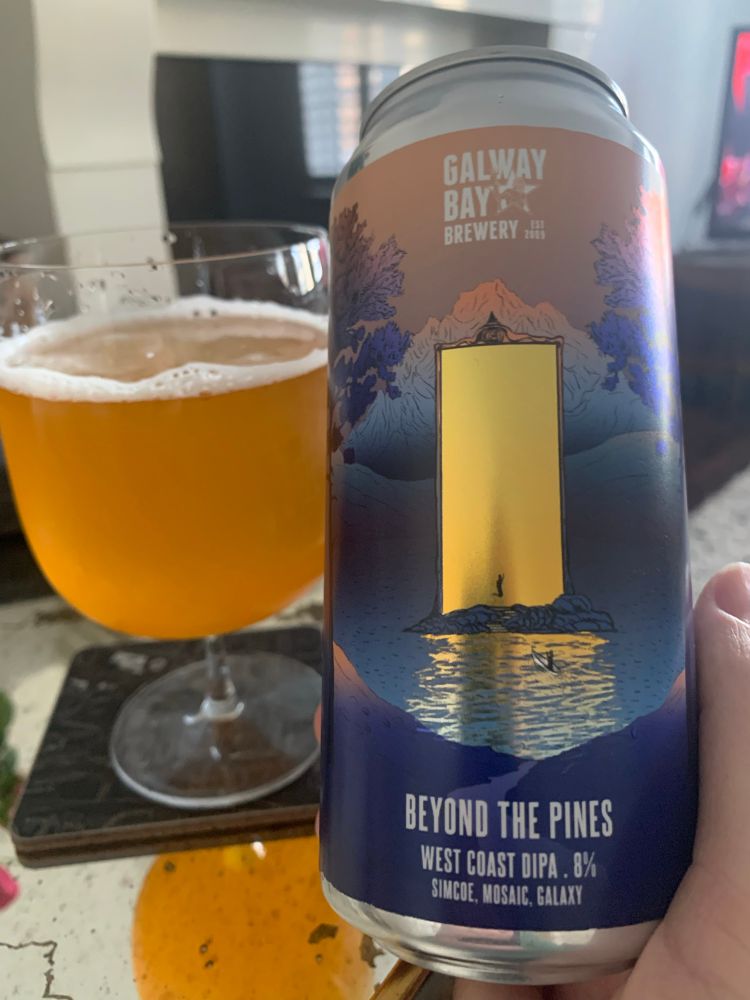 GALWAY
BAY
BREWERY EST
2009
BEYOND THE PINES
WEST COAST DIPA . 8%
SIMCOE, MOSAIC, GALAXY